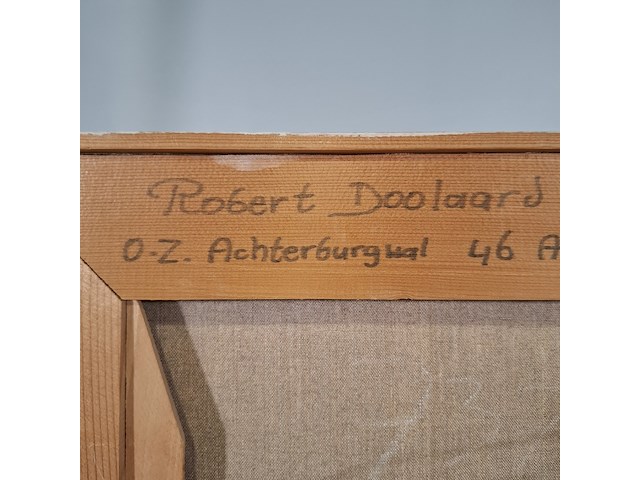 Robert Doolaard
O-Z. Achterburgwal 46 A